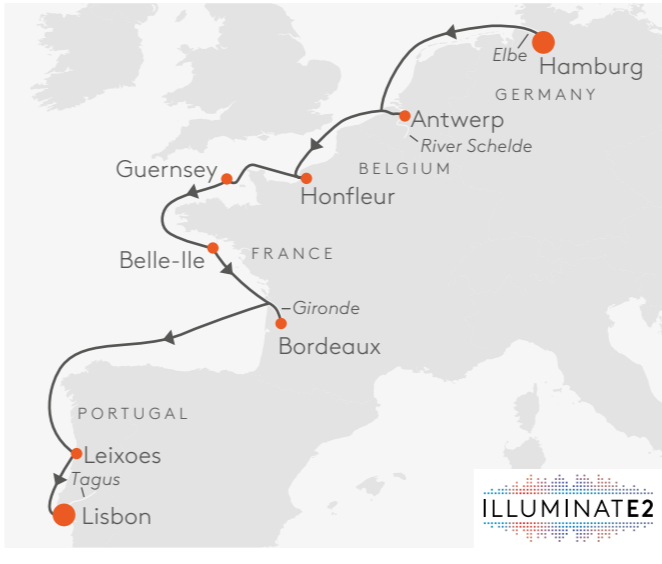 Elbe
Hamburg
GERMANY
Antwerp
River Schelde
BELGIUM
Guernsey
Honfleur
Belle-Ile
FRANCE
Gironde
Bordeaux
PORTUGAL
Leixoes
Tagus
Lisbon
ILLUMINATE2